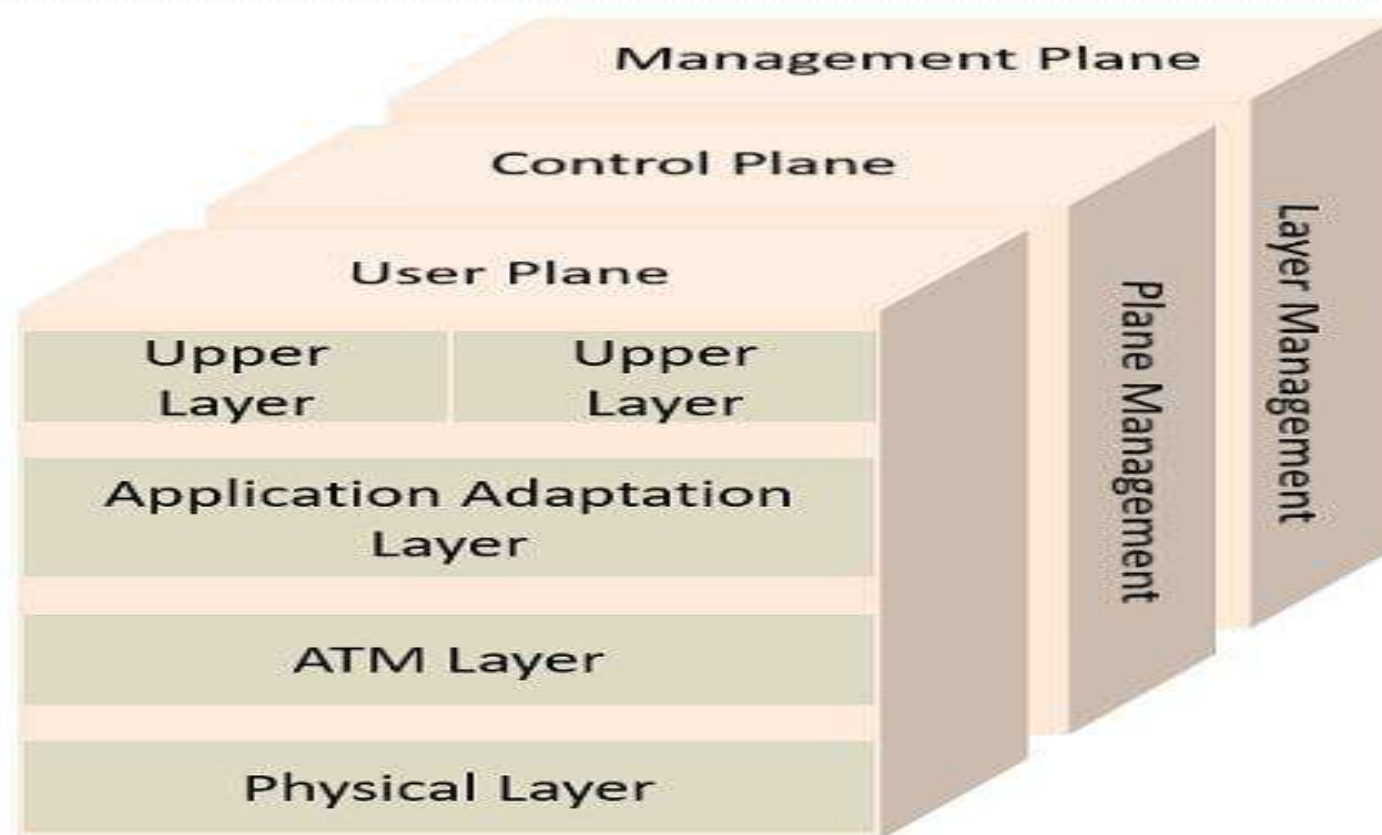 Management Plane
Control Plane
User Plane
Upper
Layer
Upper
Layer
Application Adaptation
Layer
ATM Layer
Physical Layer
Plane Management
Layer Management